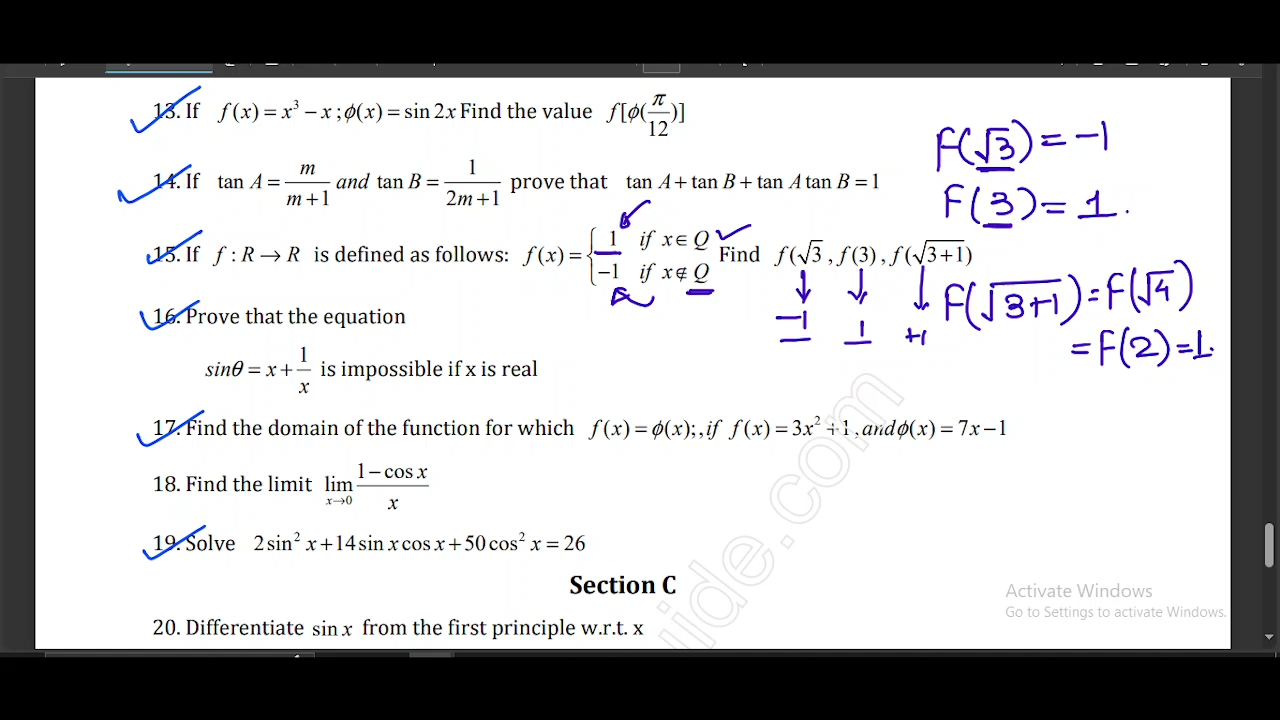 13. If f(x) = x³ − x ; ϕ(x) = sin 2x Find the value f[ϕ(π/12)]
F(√3) = −1
14. If tan A = m/(m+1) and tan B = 1/(2m+1) prove that tan A + tan B + tan A tan B = 1
F(3) = 1.
15. If f : R → R is defined as follows: f(x) = { 1 if x ∈ Q
−1 if x ∉ Q Find f(√3 , f(3) , f(√3+1)
−1 1 +1
F(√3+1) = F(√4)
= F(2) = 1.
16. Prove that the equation
sinθ = x + 1/x is impossible if x is real
17. Find the domain of the function for which f(x) = ϕ(x);,if f(x) = 3x² + 1,andϕ(x) = 7x − 1
18. Find the limit lim x→0 (1 − cos x)/x
19. Solve 2 sin² x + 14 sin x cos x + 50 cos² x = 26
Section C
20. Differentiate sin x from the first principle w.r.t. x
Activate Windows
Go to Settings to activate Windows.